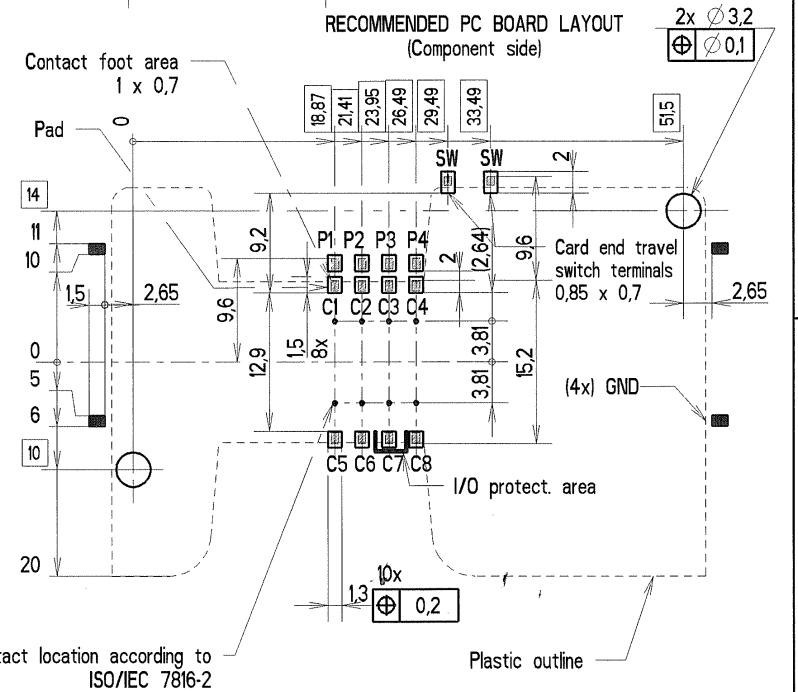 RECOMMENDED PC BOARD LAYOUT
(Component side)
2x ∅ 3,2
⌖ ∅ 0,1
Contact foot area
1 x 0,7
Pad
0
18,87
21,41
23,95
26,49
29,49
33,49
51,5
SW SW
2
14
11
10
9,2
P1 P2 P3 P4
2
(2,64)
9,6
Card end travel
switch terminals
0,85 x 0,7
1,5
2,65
9,6
C1 C2 C3 C4
2,65
0
5
6
12,9
1,5
8x
3,81
3,81
15,2
(4x) GND
10
C5 C6 C7 C8
I/O protect. area
20
10x
1,3
⌖ 0,2
tact location according to
ISO/IEC 7816-2
Plastic outline